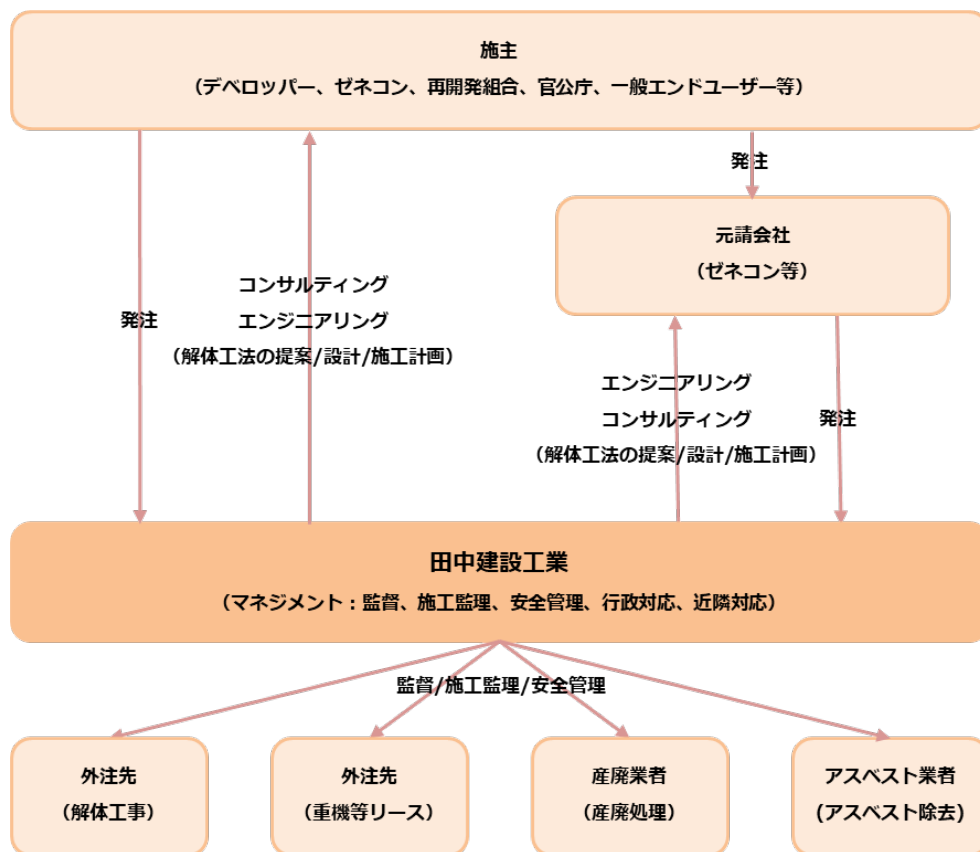 施主
（デベロッパー、ゼネコン、再開発組合、官公庁、一般エンドユーザー等）
発注
元請会社
（ゼネコン等）
コンサルティング
発注
エンジニアリング
（解体工法の提案/設計/施工計画）
エンジニアリング
コンサルティング
発注
（解体工法の提案/設計/施工計画）
田中建設工業
（マネジメント：監督、施工監理、安全管理、行政対応、近隣対応）
監督/施工監理/安全管理
外注先
（解体工事）
外注先
（重機等リース）
産廃業者
（産廃処理）
アスベスト業者
(アスベスト除去)